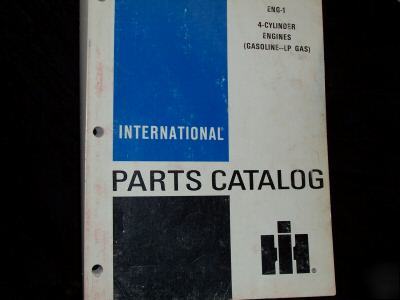 ENG-1
4-CYLINDER
ENGINES
(GASOLINE--LP GAS)
INTERNATIONAL®
PARTS CATALOG
IH®